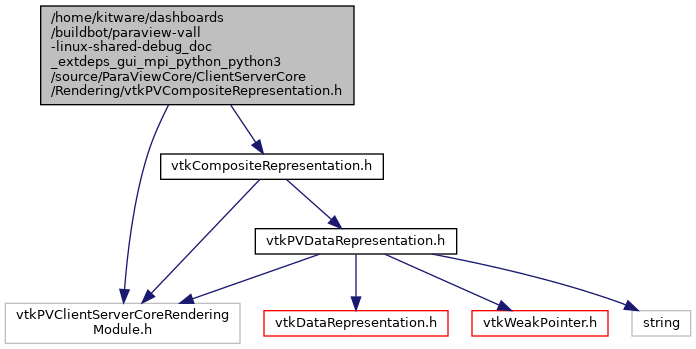 /home/kitware/dashboards
/buildbot/paraview-vall
-linux-shared-debug_doc
_extdeps_gui_mpi_python_python3
/source/ParaViewCore/ClientServerCore
/Rendering/vtkPVCompositeRepresentation.h
vtkCompositeRepresentation.h
vtkPVDataRepresentation.h
vtkPVClientServerCoreRendering
Module.h
vtkDataRepresentation.h
vtkWeakPointer.h
string